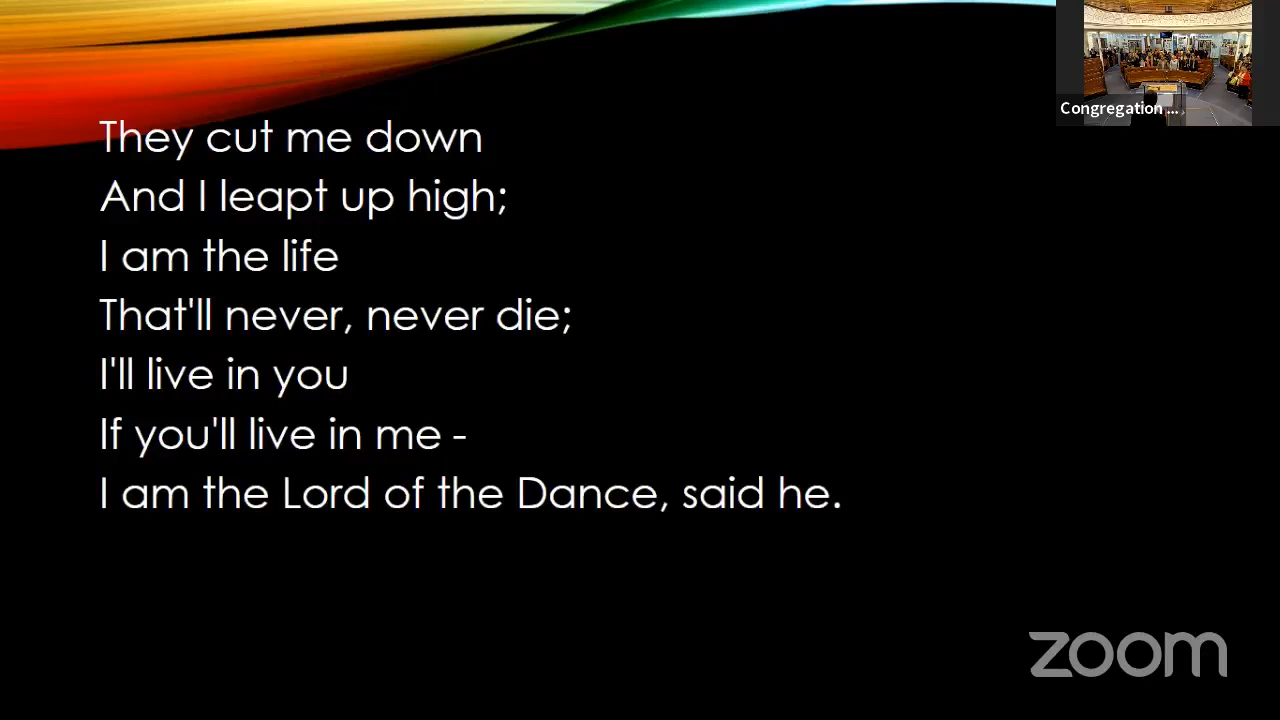 Congregation ...
They cut me down
And I leapt up high;
I am the life
That'll never, never die;
I'll live in you
If you'll live in me -
I am the Lord of the Dance, said he.
zoom